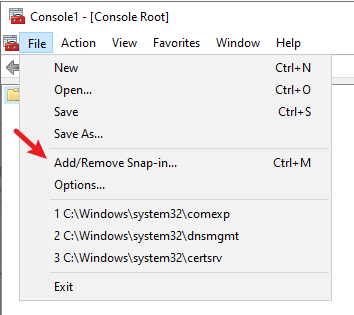 Console1 - [Console Root]
File Action View Favorites Window Help
New Ctrl+N
Open... Ctrl+O
Save Ctrl+S
Save As...
Add/Remove Snap-in... Ctrl+M
Options...
1 C:\Windows\system32\comexp
2 C:\Windows\system32\dnsmgmt
3 C:\Windows\system32\certsrv
Exit